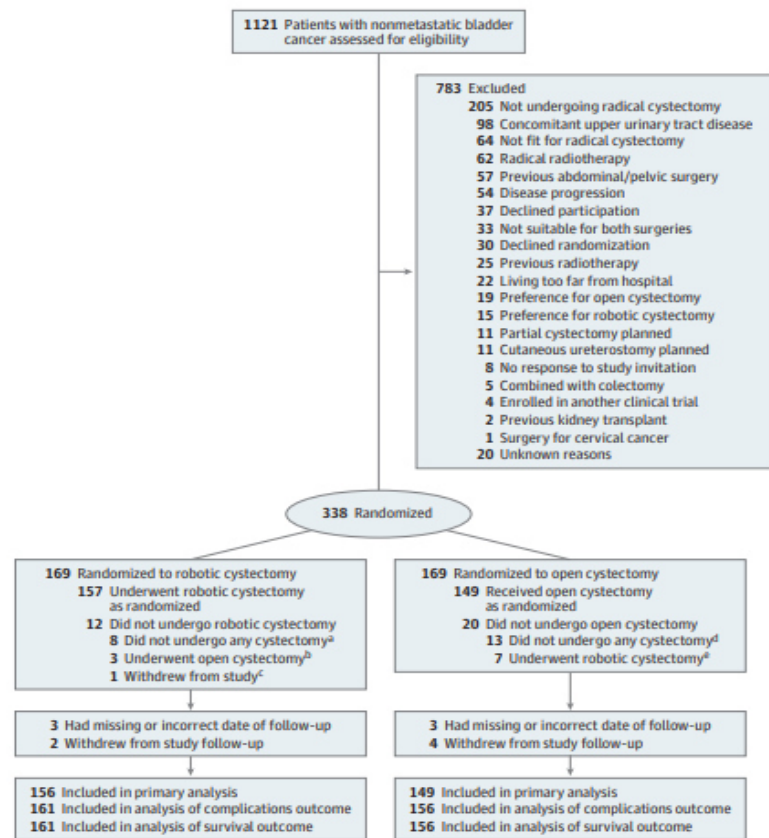 1121 Patients with nonmetastatic bladder
cancer assessed for eligibility
783 Excluded
205 Not undergoing radical cystectomy
98 Concomitant upper urinary tract disease
64 Not fit for radical cystectomy
62 Radical radiotherapy
57 Previous abdominal/pelvic surgery
54 Disease progression
37 Declined participation
33 Not suitable for both surgeries
30 Declined randomization
25 Previous radiotherapy
22 Living too far from hospital
19 Preference for open cystectomy
15 Preference for robotic cystectomy
11 Partial cystectomy planned
11 Cutaneous ureterostomy planned
8 No response to study invitation
5 Combined with colectomy
4 Enrolled in another clinical trial
2 Previous kidney transplant
1 Surgery for cervical cancer
20 Unknown reasons
338 Randomized
169 Randomized to robotic cystectomy
157 Underwent robotic cystectomy
as randomized
12 Did not undergo robotic cystectomy
8 Did not undergo any cystectomyᵃ
3 Underwent open cystectomyᵇ
1 Withdrew from studyᶜ
169 Randomized to open cystectomy
149 Received open cystectomy
as randomized
20 Did not undergo open cystectomy
13 Did not undergo any cystectomyᵈ
7 Underwent robotic cystectomyᵉ
3 Had missing or incorrect date of follow-up
2 Withdrew from study follow-up
3 Had missing or incorrect date of follow-up
4 Withdrew from study follow-up
156 Included in primary analysis
161 Included in analysis of complications outcome
161 Included in analysis of survival outcome
149 Included in primary analysis
156 Included in analysis of complications outcome
156 Included in analysis of survival outcome